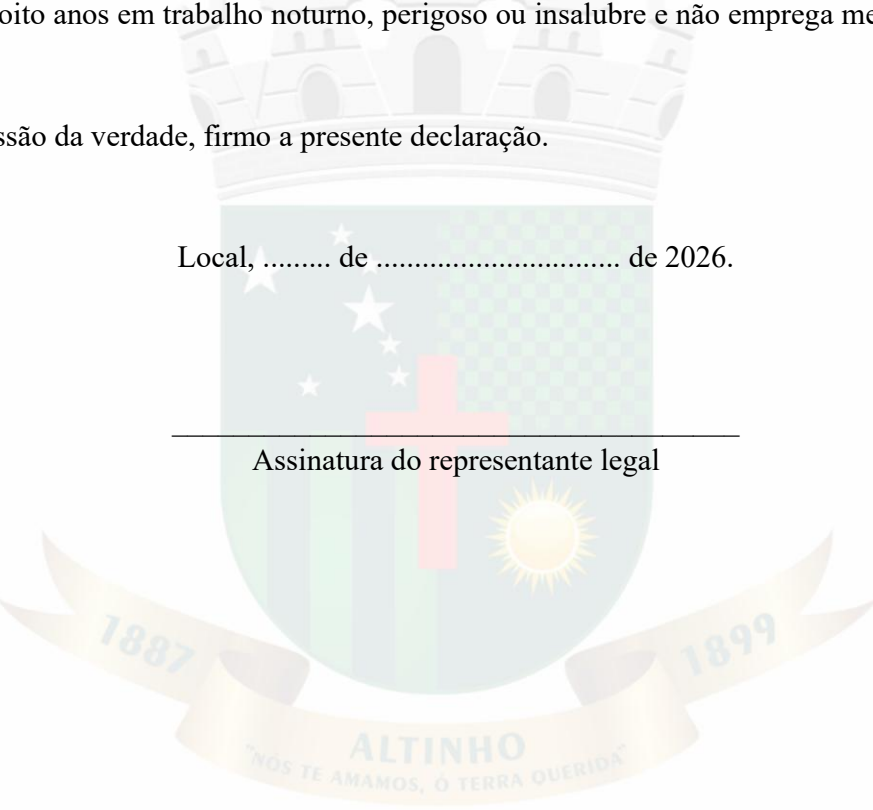 oito anos em trabalho noturno, perigoso ou insalubre e não emprega me
ssão da verdade, firmo a presente declaração.
Local, ......... de ................................ de 2026.
Assinatura do representante legal
1887
1899
ALTINHO
"NÓS TE AMAMOS, Ó TERRA QUERIDA"